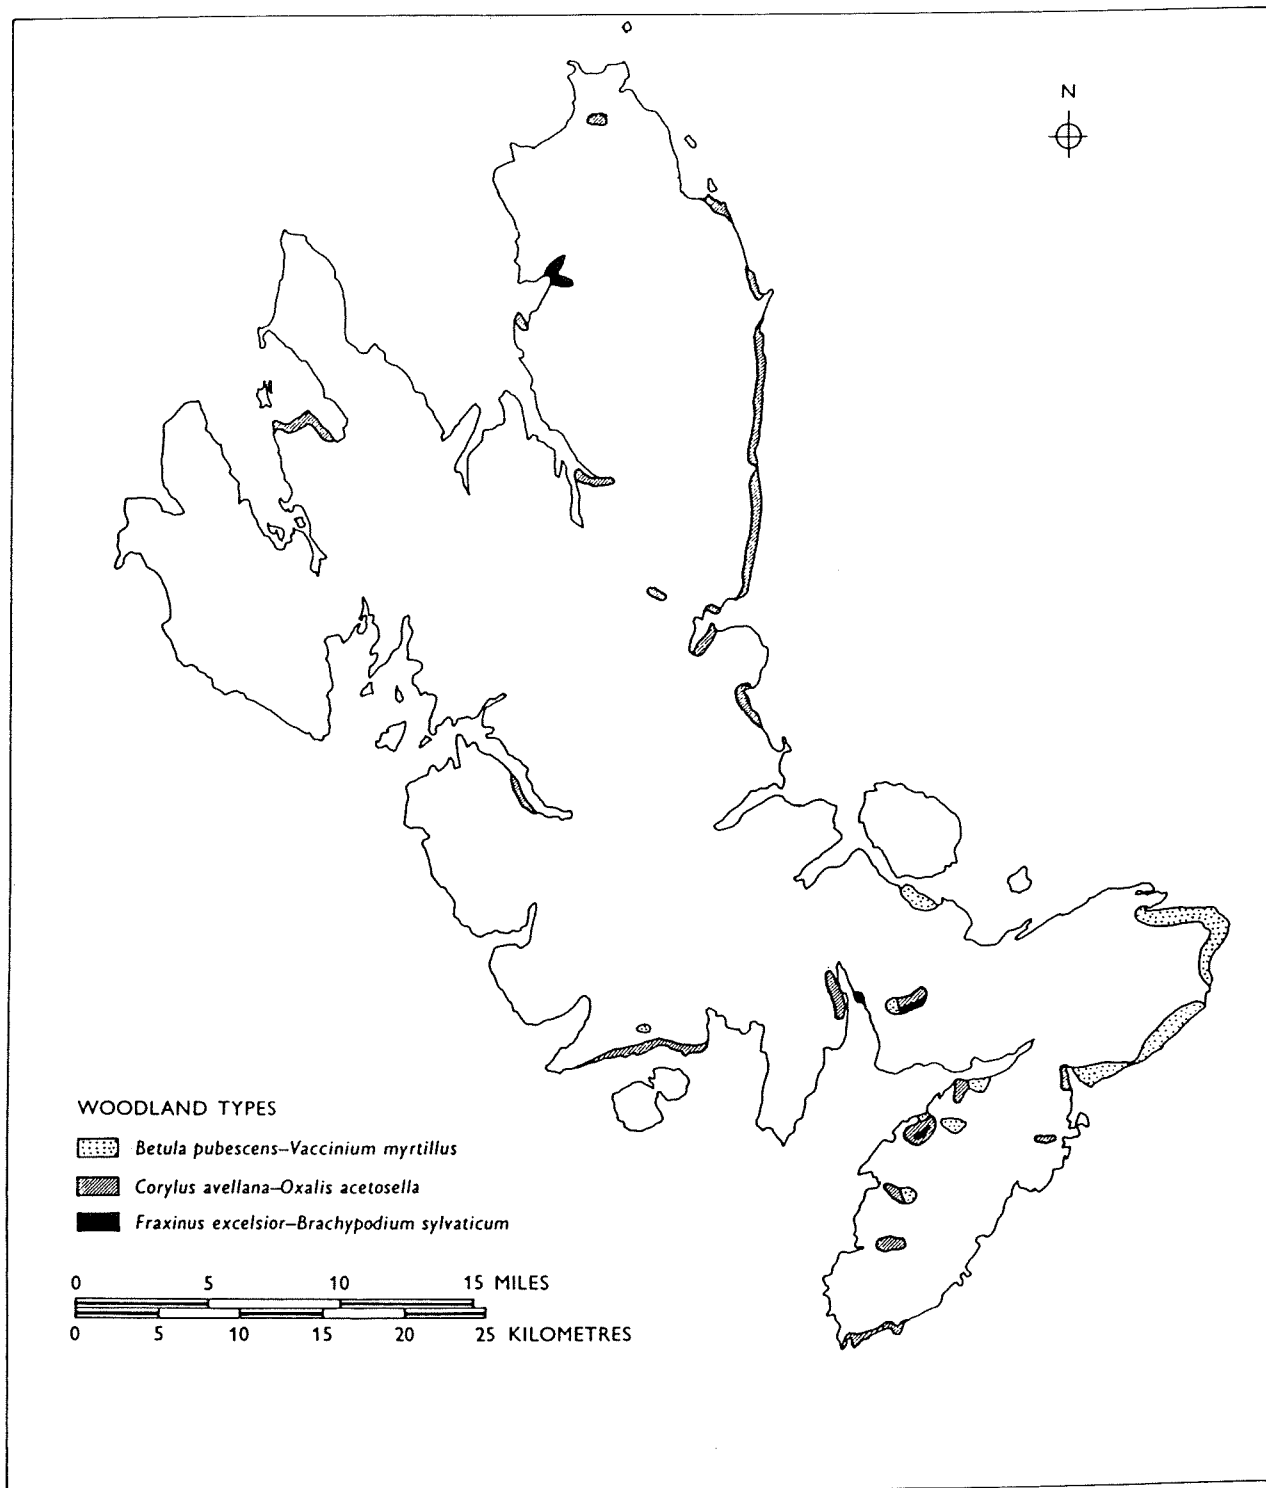 N
WOODLAND TYPES
Betula pubescens–Vaccinium myrtillus
Corylus avellana–Oxalis acetosella
Fraxinus excelsior–Brachypodium sylvaticum
0 5 10 15 MILES
0 5 10 15 20 25 KILOMETRES